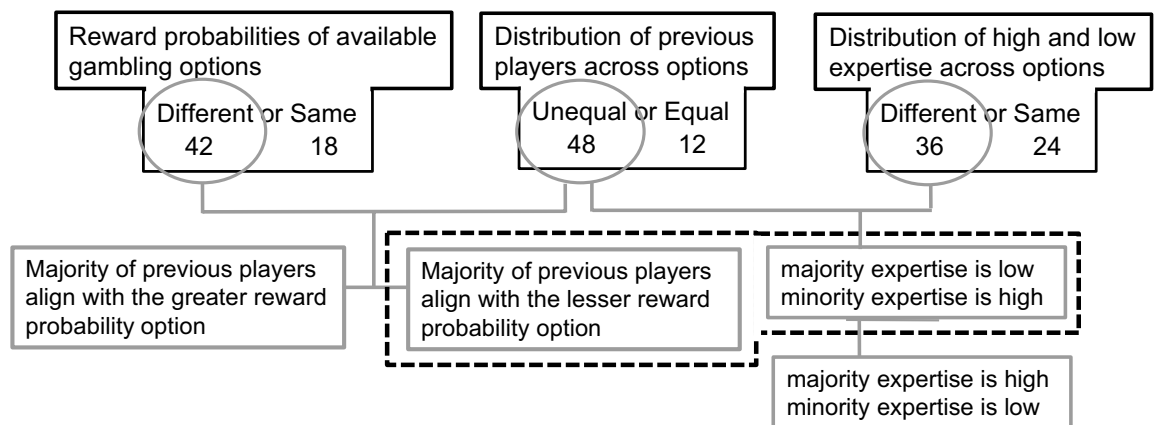 Reward probabilities of available
gambling options
Different or Same
42 18
Distribution of previous
players across options
Unequal or Equal
48 12
Distribution of high and low
expertise across options
Different or Same
36 24
Majority of previous players
align with the greater reward
probability option
Majority of previous players
align with the lesser reward
probability option
majority expertise is low
minority expertise is high
majority expertise is high
minority expertise is low